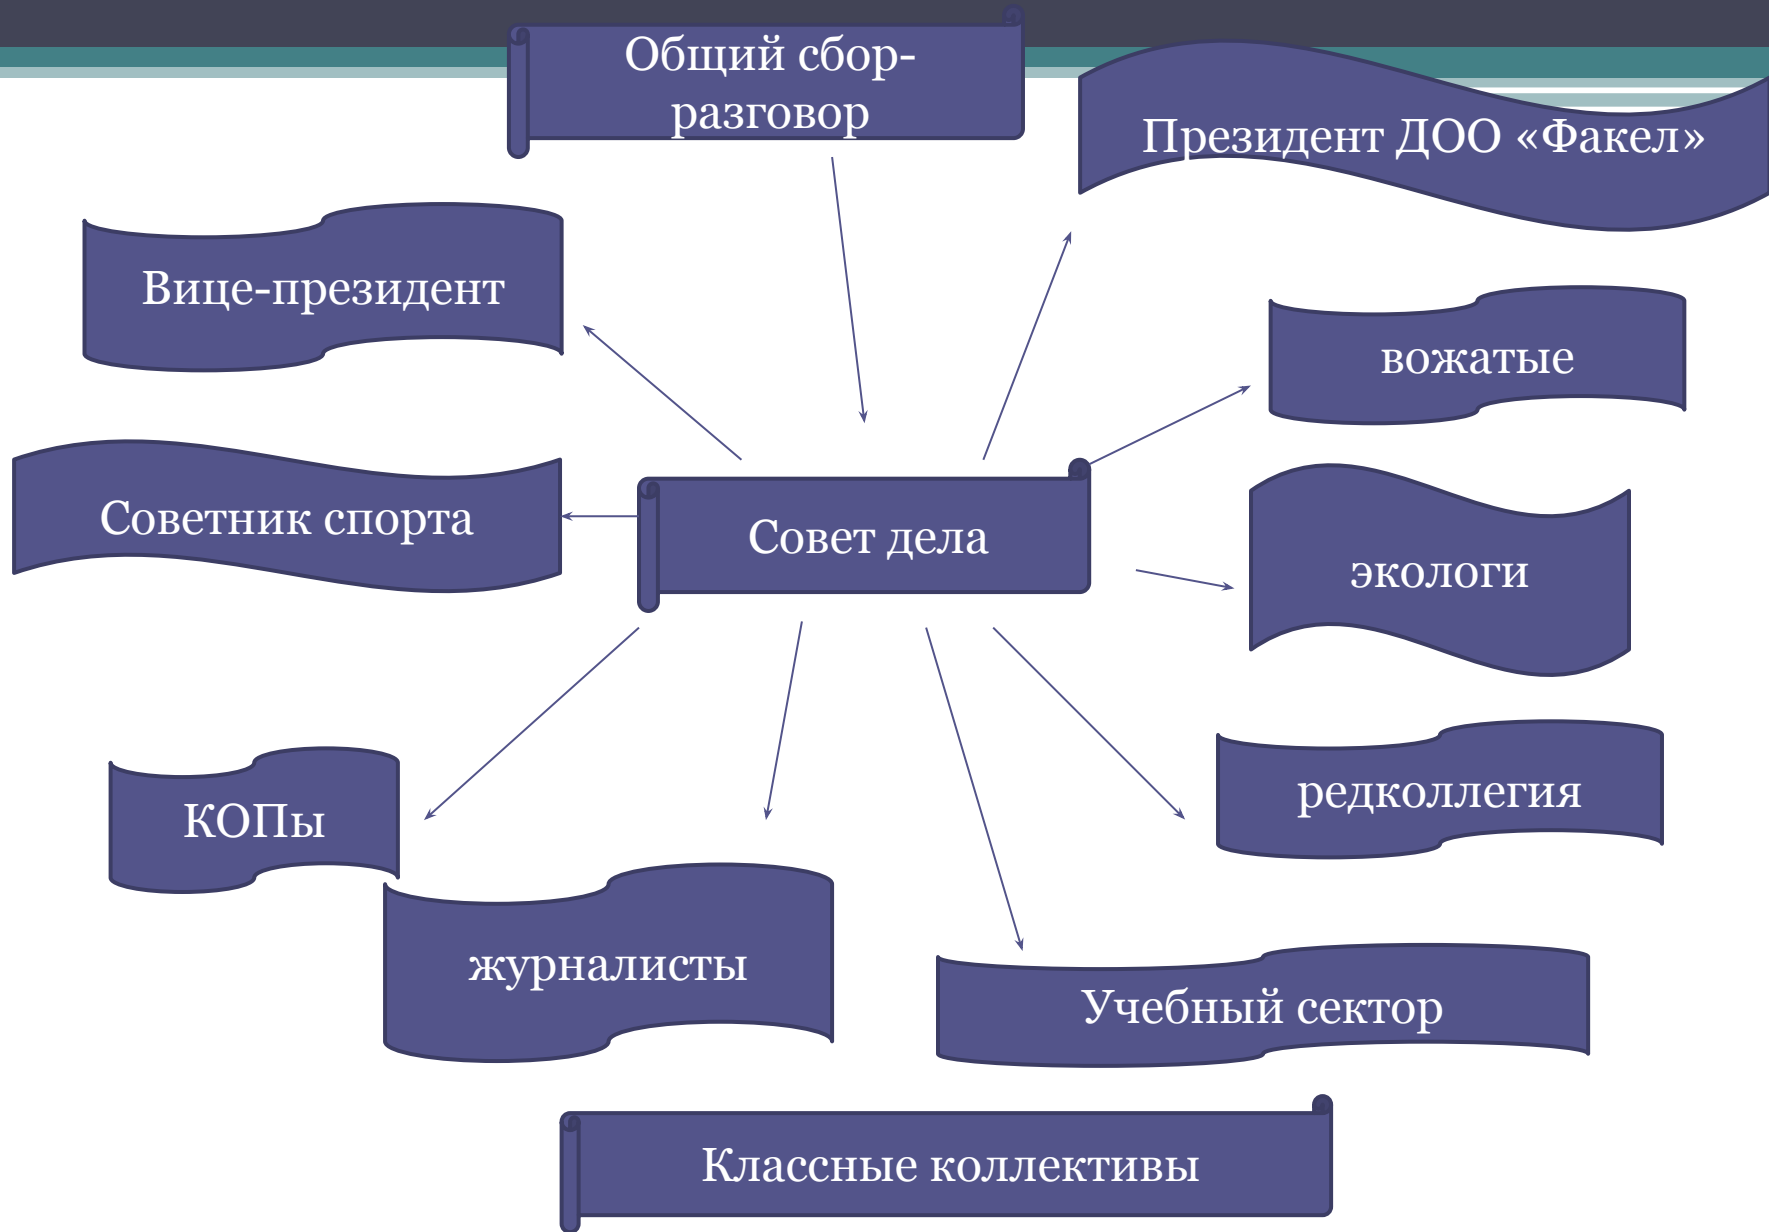 Общий сбор-
разговор
Президент ДОО «Факел»
Вице-президент
вожатые
Советник спорта
Совет дела
экологи
КОПы
редколлегия
журналисты
Учебный сектор
Классные коллективы